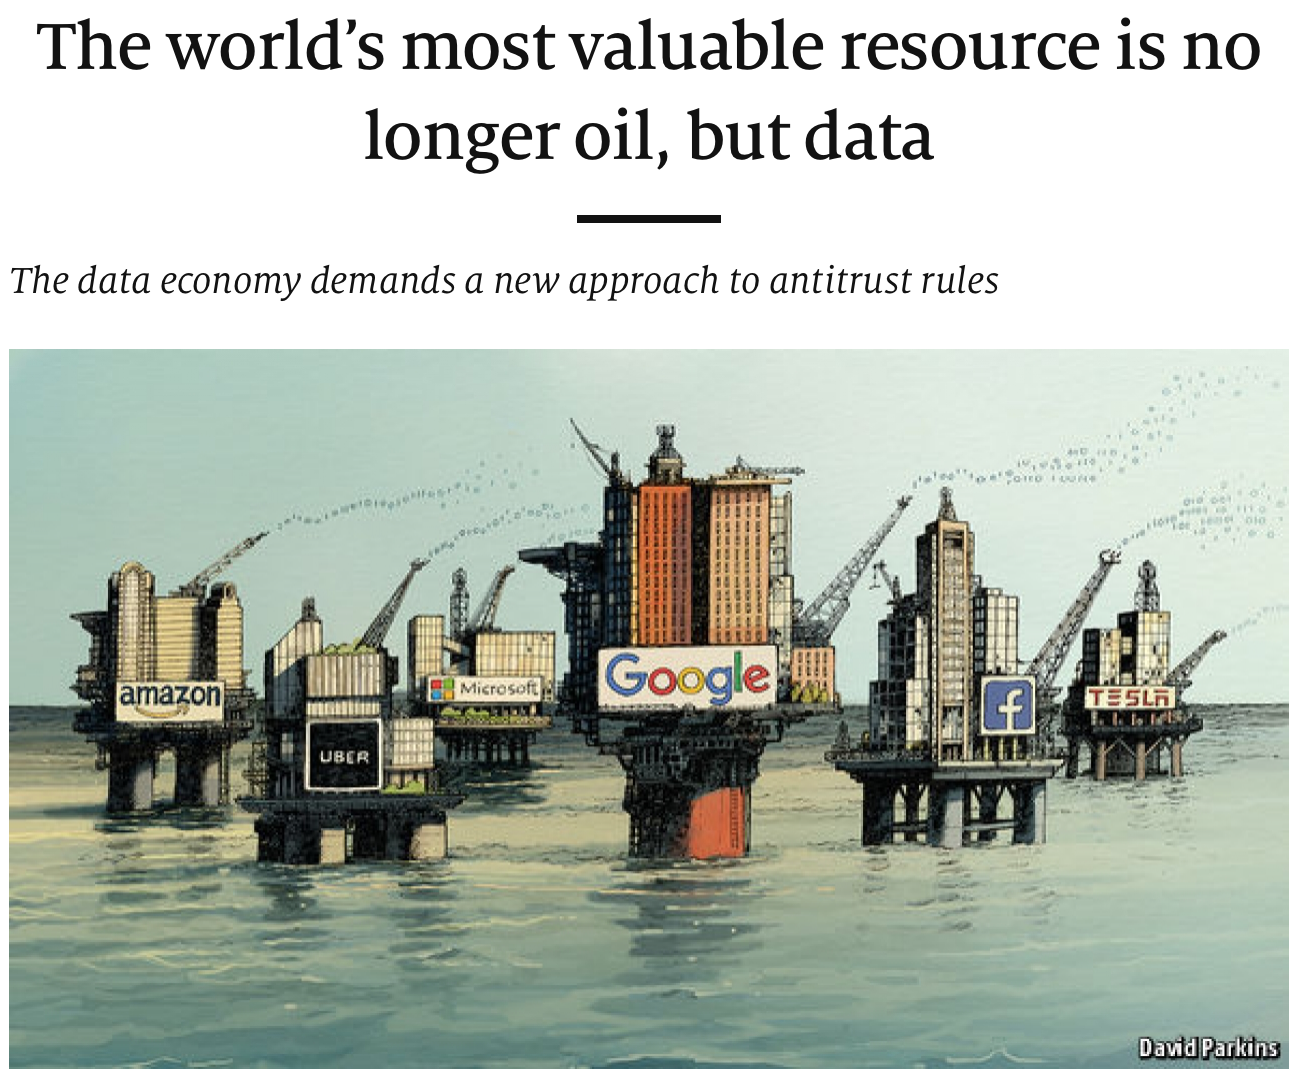 The world’s most valuable resource is no
longer oil, but data
The data economy demands a new approach to antitrust rules
Google
amazon
Microsoft
UBER
f
TESLA
David Parkins